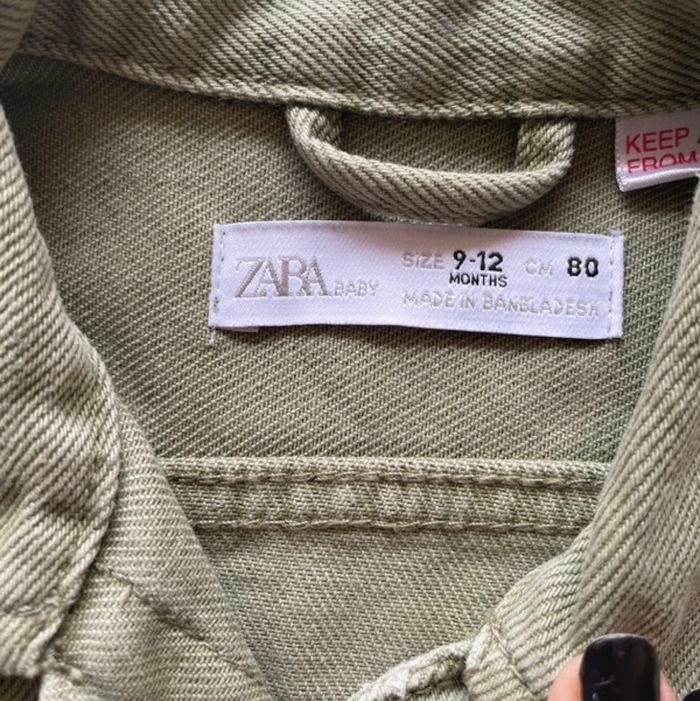 KEEP
FROM
ZARA BABY
SIZE 9-12 MONTHS CM 80
MADE IN BANGLADESH